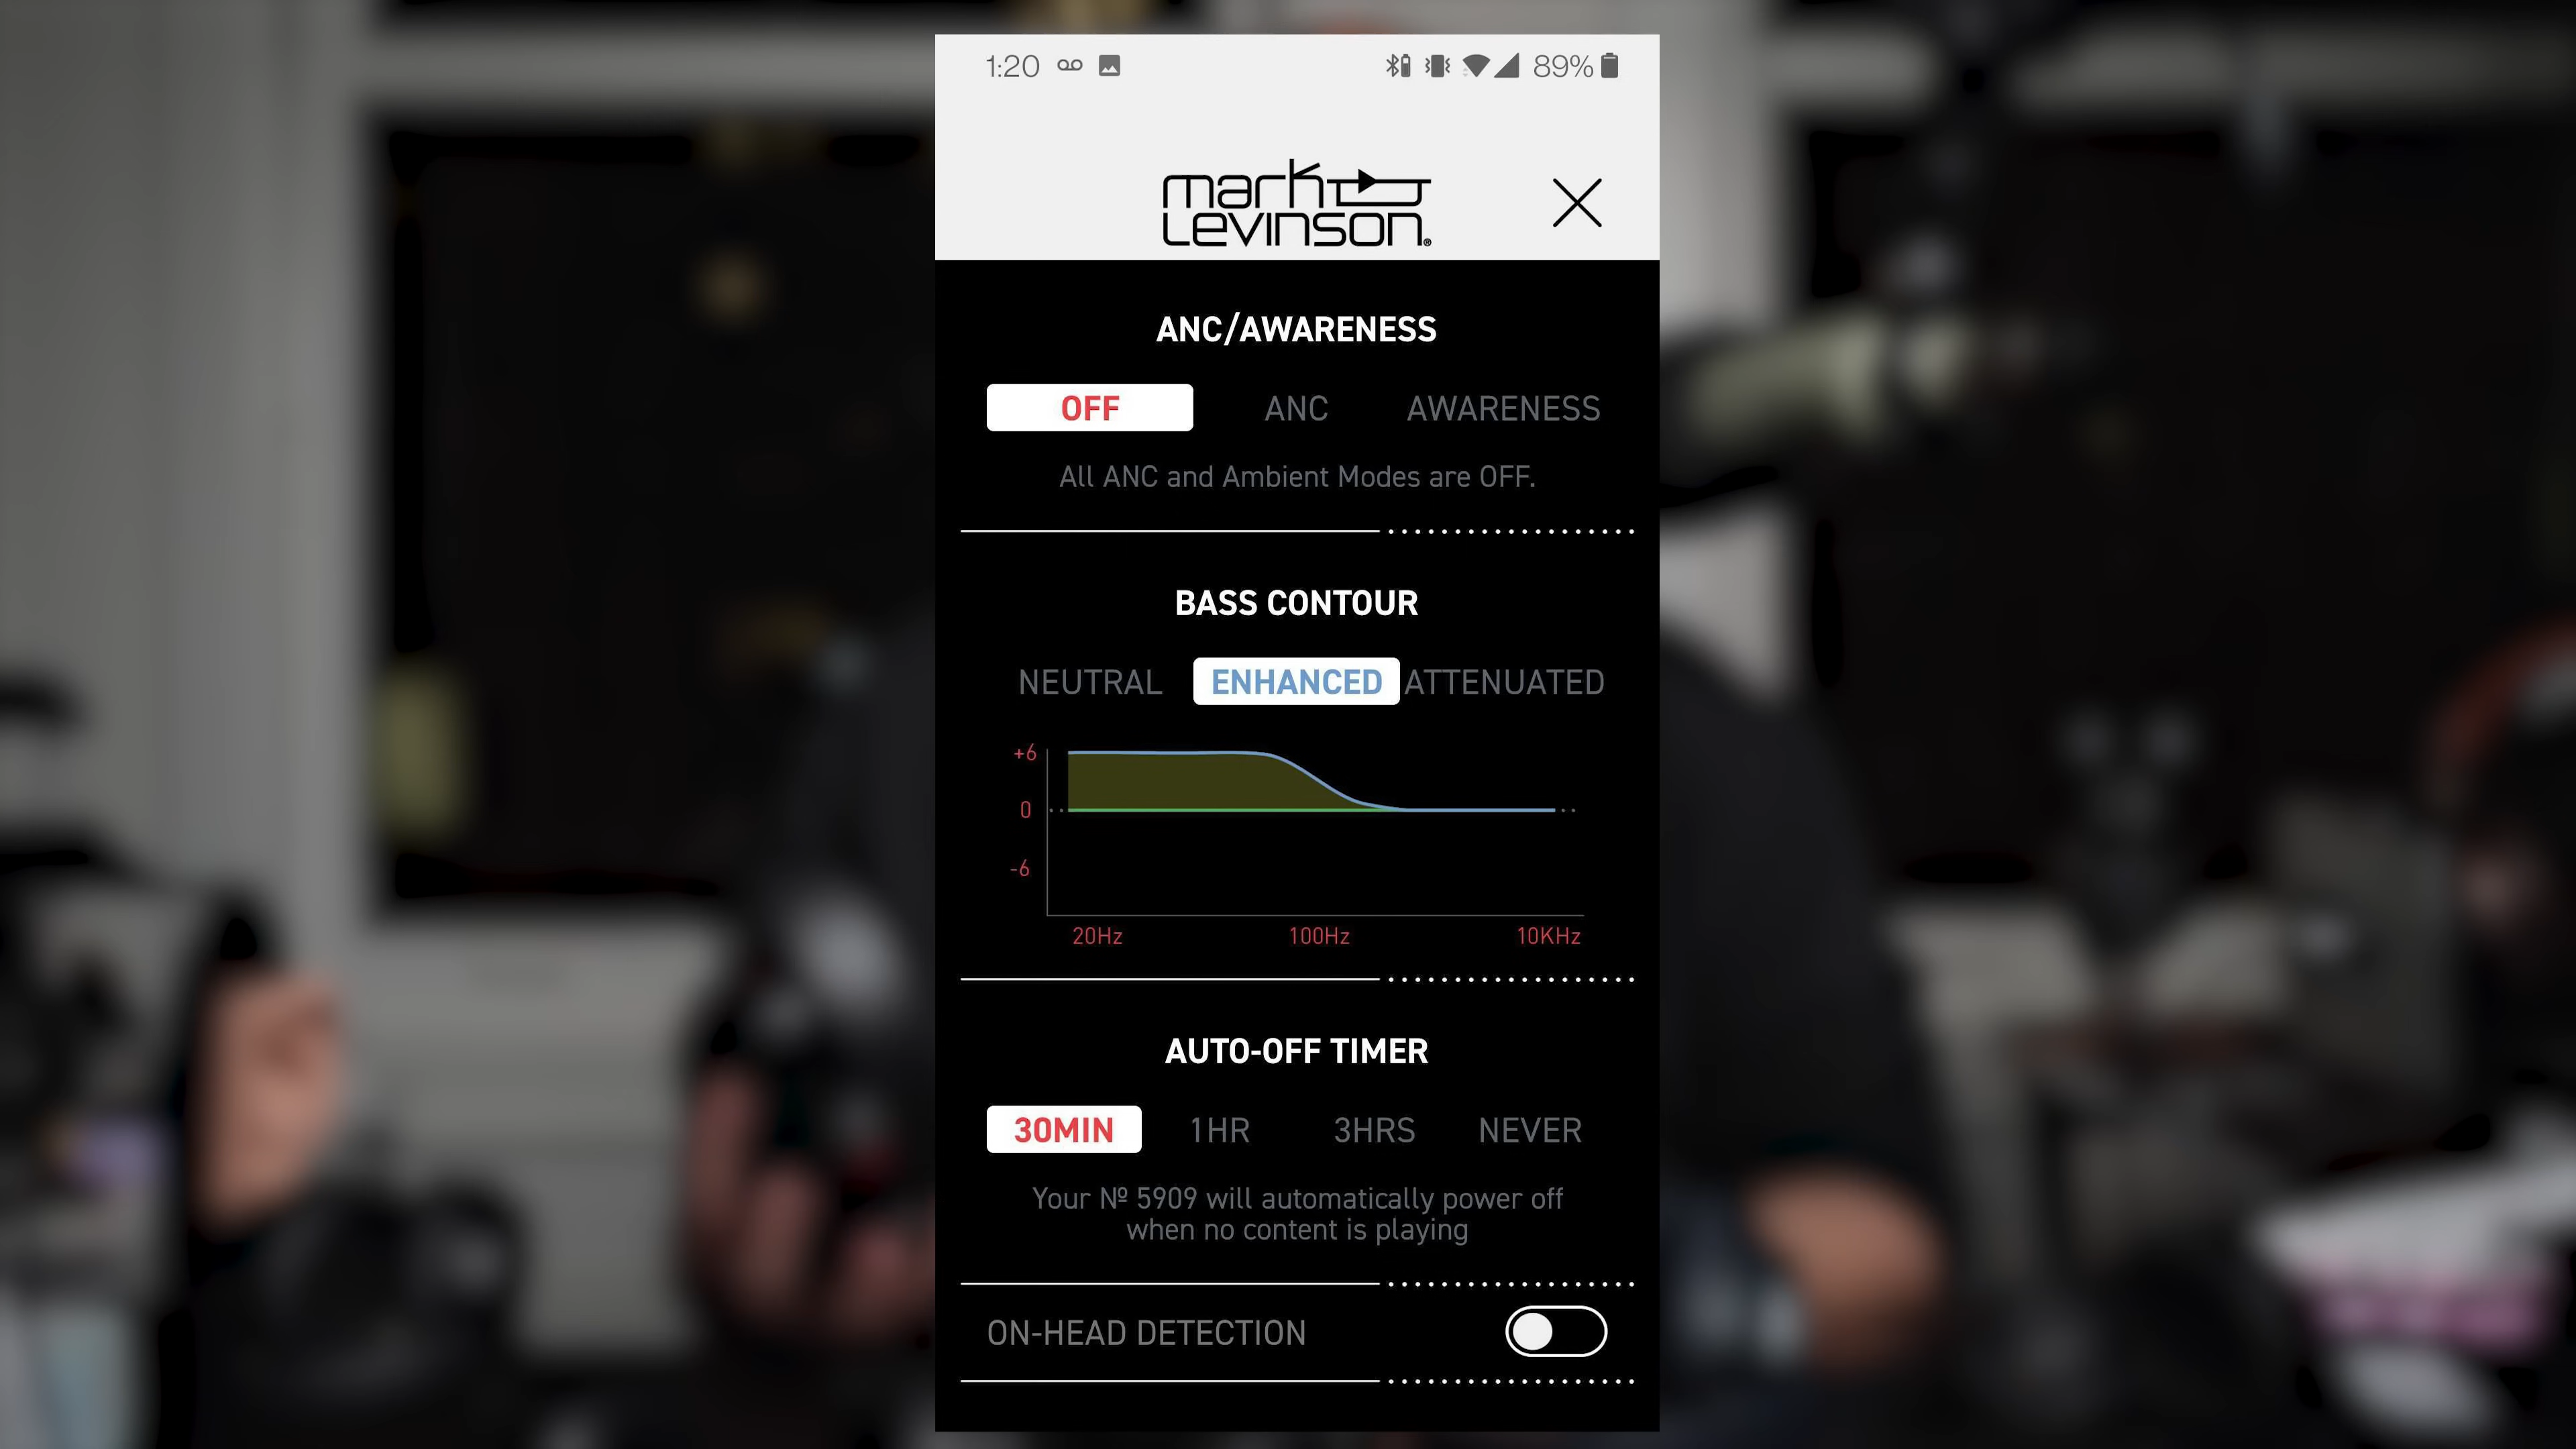 1:20 89%
mark
Levinson®
ANC/AWARENESS
OFF ANC AWARENESS
All ANC and Ambient Modes are OFF.
BASS CONTOUR
NEUTRAL ENHANCED ATTENUATED
+6
0
-6
20Hz 100Hz 10KHz
AUTO-OFF TIMER
30MIN 1HR 3HRS NEVER
Your № 5909 will automatically power off
when no content is playing
ON-HEAD DETECTION